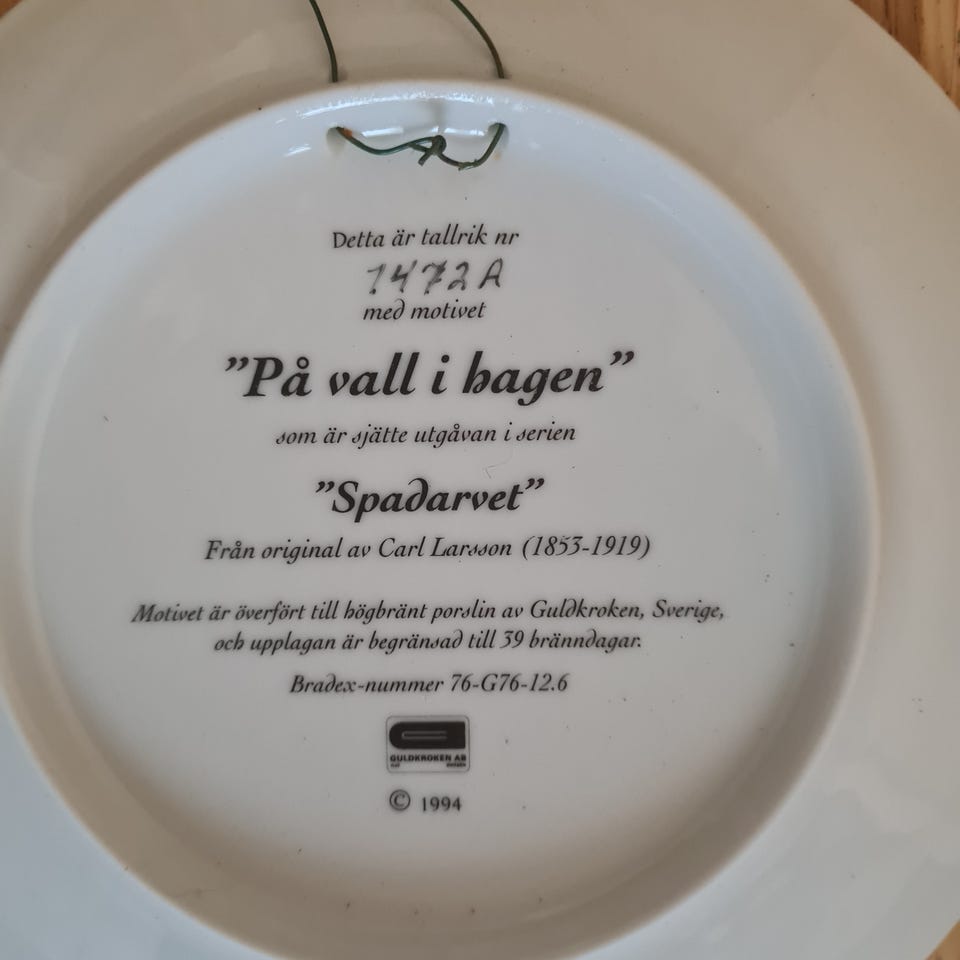 Detta är tallrik nr
1472A
med motivet
"På vall i hagen"
som är sjätte utgåvan i serien
"Spadarvet"
Från original av Carl Larsson (1853-1919)
Motivet är överfört till högbränt porslin av Guldkroken, Sverige,
och upplagan är begränsad till 39 bränndagar.
Bradex-nummer 76-G76-12.6
GULDKROKEN AB
© 1994